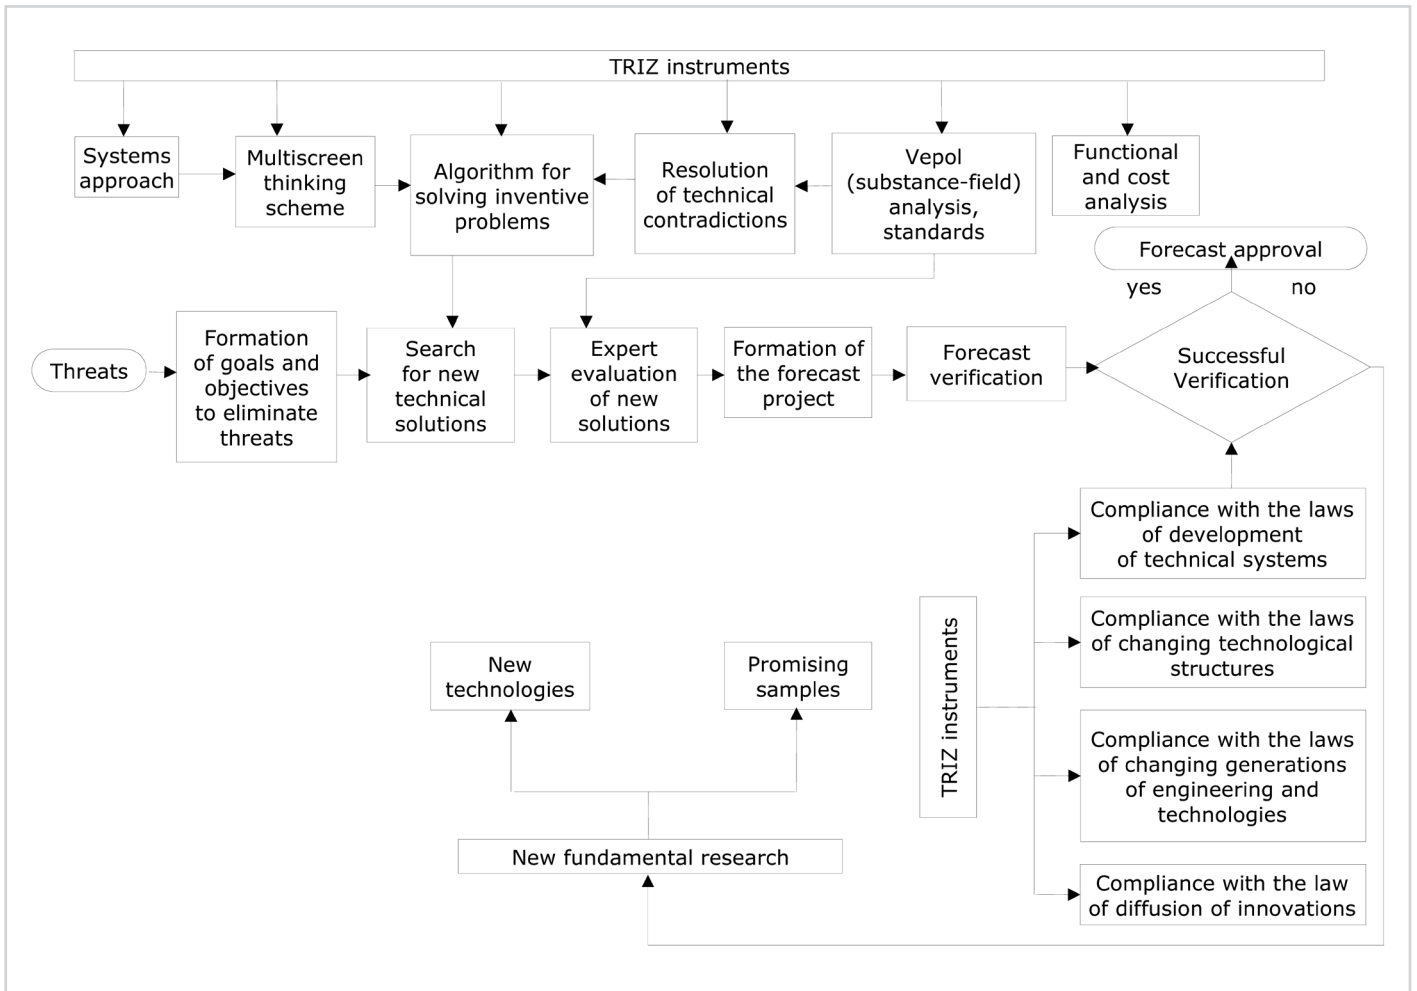 TRIZ instruments
Systems
approach
Multiscreen
thinking
scheme
Algorithm for
solving inventive
problems
Resolution
of technical
contradictions
Vepol
(substance-field)
analysis,
standards
Functional
and cost
analysis
Forecast approval
yes
no
Threats
Formation
of goals and
objectives
to eliminate
threats
Search
for new
technical
solutions
Expert
evaluation
of new
solutions
Formation of
the forecast
project
Forecast
verification
Successful
Verification
Compliance with the laws
of development
of technical systems
Compliance with the laws
of changing technological
structures
Compliance with the laws
of changing generations
of engineering and
technologies
Compliance with the law
of diffusion of innovations
TRIZ instruments
New
technologies
Promising
samples
New fundamental research